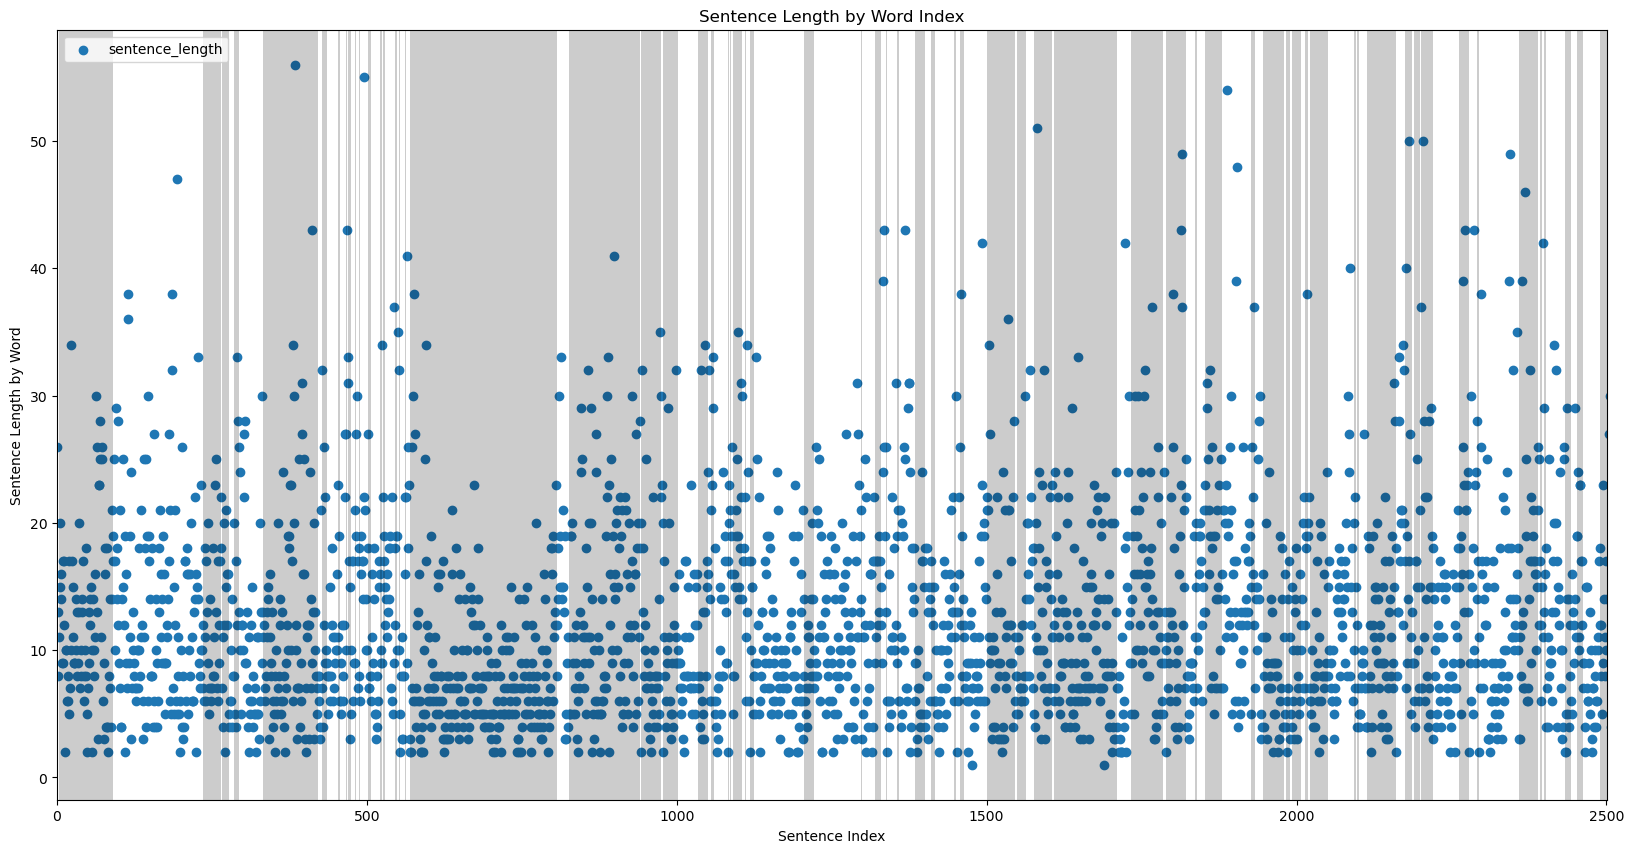 Sentence Length by Word Index
sentence_length
Sentence Length by Word
50
40
30
20
10
0
0 500 1000 1500 2000 2500
Sentence Index